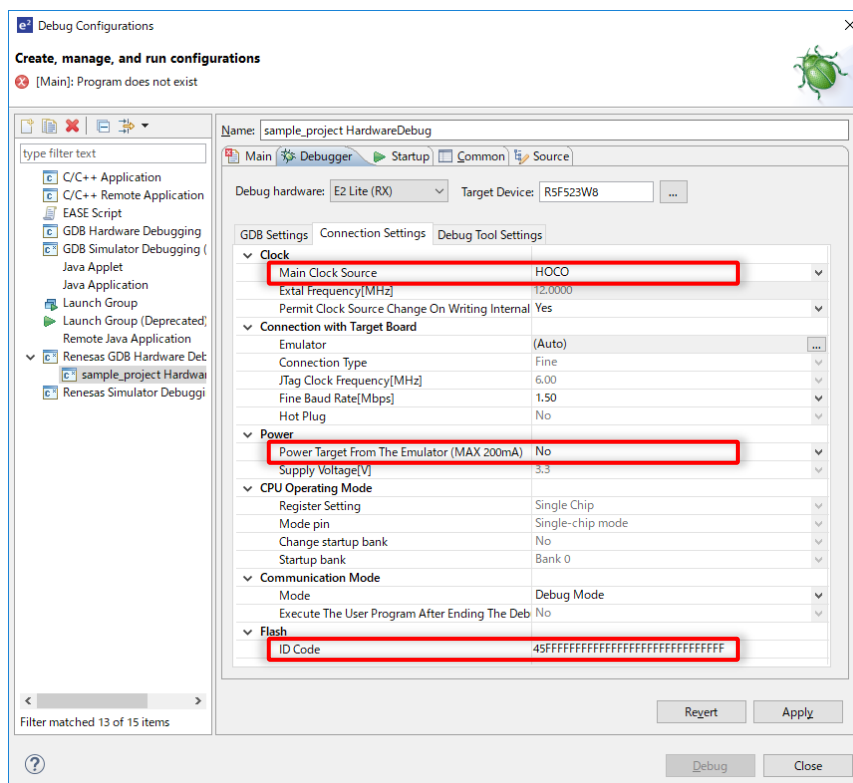 e² Debug Configurations
Create, manage, and run configurations
[Main]: Program does not exist
type filter text
C/C++ Application
C/C++ Remote Application
EASE Script
GDB Hardware Debugging
GDB Simulator Debugging (
Java Applet
Java Application
Launch Group
Launch Group (Deprecated)
Remote Java Application
Renesas GDB Hardware Deb
sample_project Hardwar
Renesas Simulator Debuggi
Filter matched 13 of 15 items
Name: sample_project HardwareDebug
Main Debugger Startup Common Source
Debug hardware: E2 Lite (RX) Target Device: R5F523W8 ...
GDB Settings Connection Settings Debug Tool Settings
Clock
Main Clock Source HOCO
Extal Frequency[MHz] 12.0000
Permit Clock Source Change On Writing Internal Yes
Connection with Target Board
Emulator (Auto) ...
Connection Type Fine
JTag Clock Frequency[MHz] 6.00
Fine Baud Rate[Mbps] 1.50
Hot Plug No
Power
Power Target From The Emulator (MAX 200mA) No
Supply Voltage[V] 3.3
CPU Operating Mode
Register Setting Single Chip
Mode pin Single-chip mode
Change startup bank No
Startup bank Bank 0
Communication Mode
Mode Debug Mode
Execute The User Program After Ending The Deb No
Flash
ID Code 45FFFFFFFFFFFFFFFFFFFFFFFFFFFFFF
Revert Apply
Debug Close